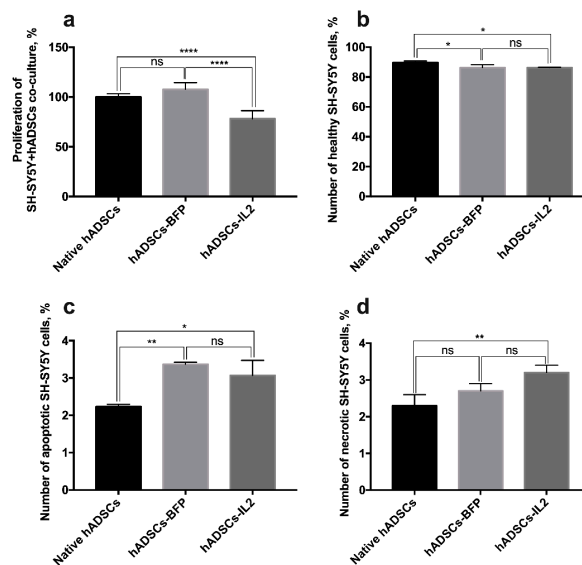 a
Proliferation of
SH-SY5Y+hADSCs co-culture, %
150
100
50
0
****
ns
****
Native hADSCs
hADSCs-BFP
hADSCs-IL2
b
Number of healthy SH-SY5Y cells, %
100
80
60
40
20
0
*
*
ns
Native hADSCs
hADSCs-BFP
hADSCs-IL2
c
Number of apoptotic SH-SY5Y cells, %
4
3
2
1
0
*
**
ns
Native hADSCs
hADSCs-BFP
hADSCs-IL2
d
Number of necrotic SH-SY5Y cells, %
4
3
2
1
0
**
ns
ns
Native hADSCs
hADSCs-BFP
hADSCs-IL2